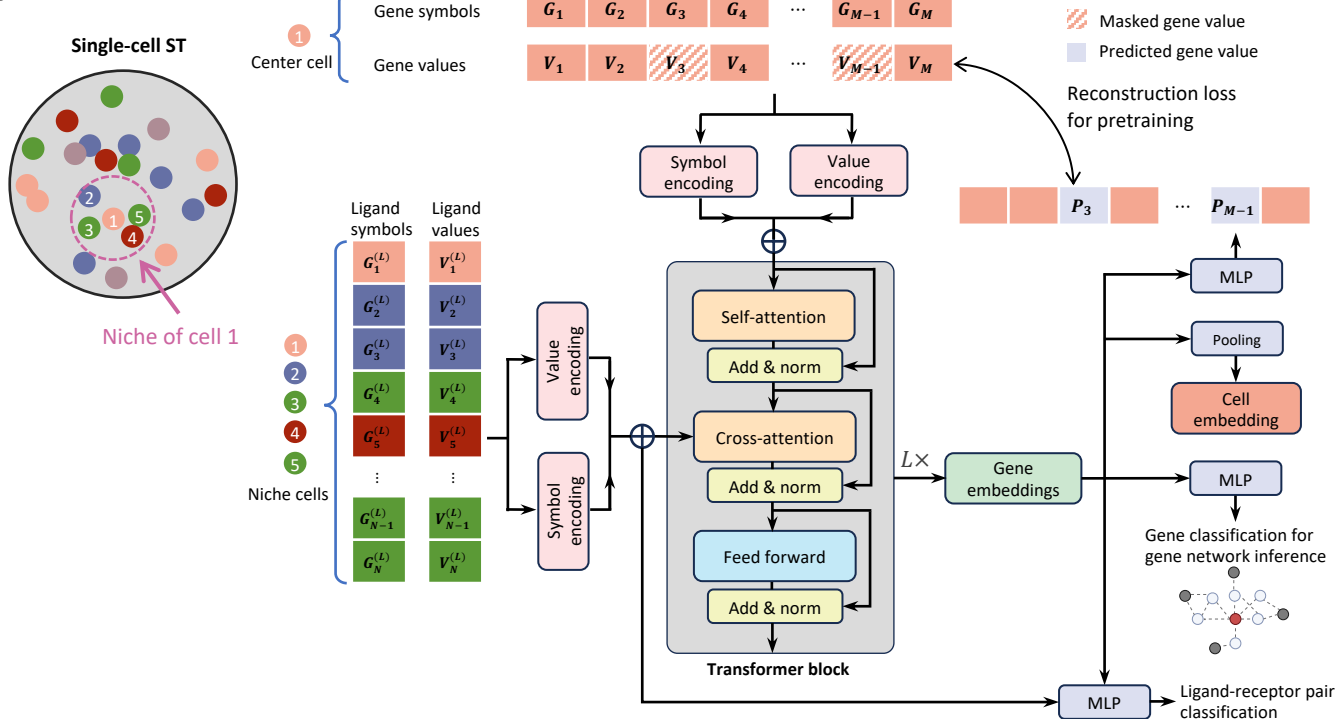 Gene symbols
G1 G2 G3 G4 ... GM−1 GM
Masked gene value
1
Single-cell ST
Center cell
Predicted gene value
Gene values
V1 V2 V3 V4 ... VM−1 VM
Reconstruction loss
for pretraining
Symbol
encoding
Value
encoding
2
1
5
3
4
P3 ... PM−1
Ligand
symbols
Ligand
values
G1(L) V1(L)
G2(L) V2(L)
G3(L) V3(L)
G4(L) V4(L)
G5(L) V5(L)
⋮ ⋮
GN−1(L) VN−1(L)
GN(L) VN(L)
Niche of cell 1
1
2
3
4
5
Niche cells
Value
encoding
Symbol
encoding
Self-attention
Add & norm
Cross-attention
Add & norm
Feed forward
Add & norm
Transformer block
L×
Gene
embeddings
MLP
Pooling
Cell
embedding
MLP
Gene classification for
gene network inference
MLP
Ligand-receptor pair
classification